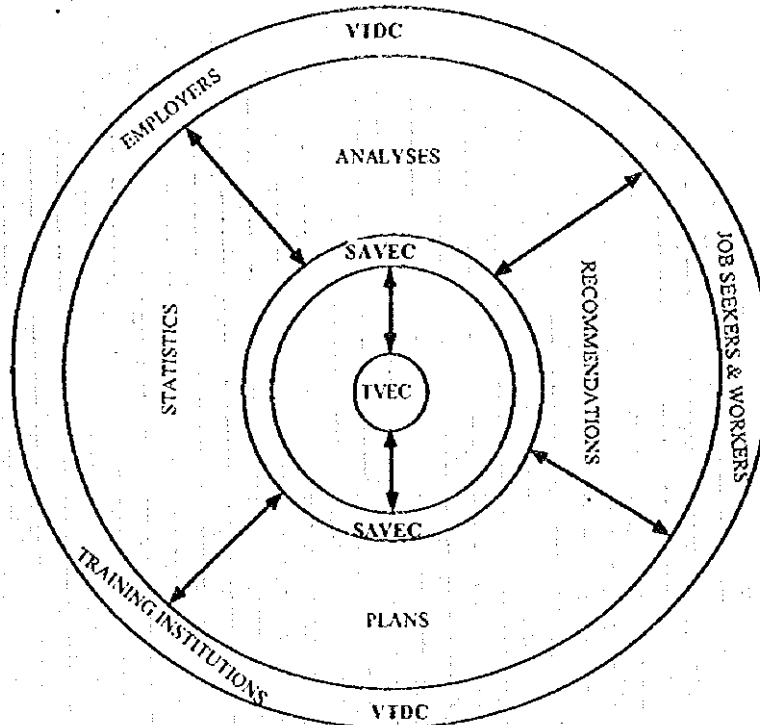 VTDC
EMPLOYERS
ANALYSES
SAVEC
JOB SEEKERS & WORKERS
RECOMMENDATIONS
STATISTICS
TVEC
SAVEC
TRAINING INSTITUTIONS
PLANS
VTDC